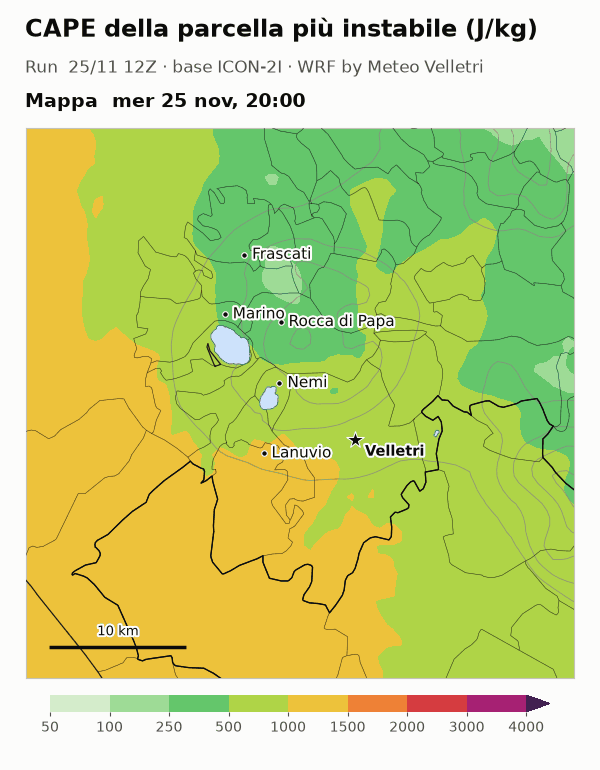 CAPE della parcella più instabile (J/kg)
Run  25/11 12Z · base ICON-2I · WRF by Meteo Velletri
Mappa  mer 25 nov, 20:00
Frascati
Marino
Rocca di Papa
Nemi
Velletri
Lanuvio
10 km
50 100 250 500 1000 1500 2000 3000 4000